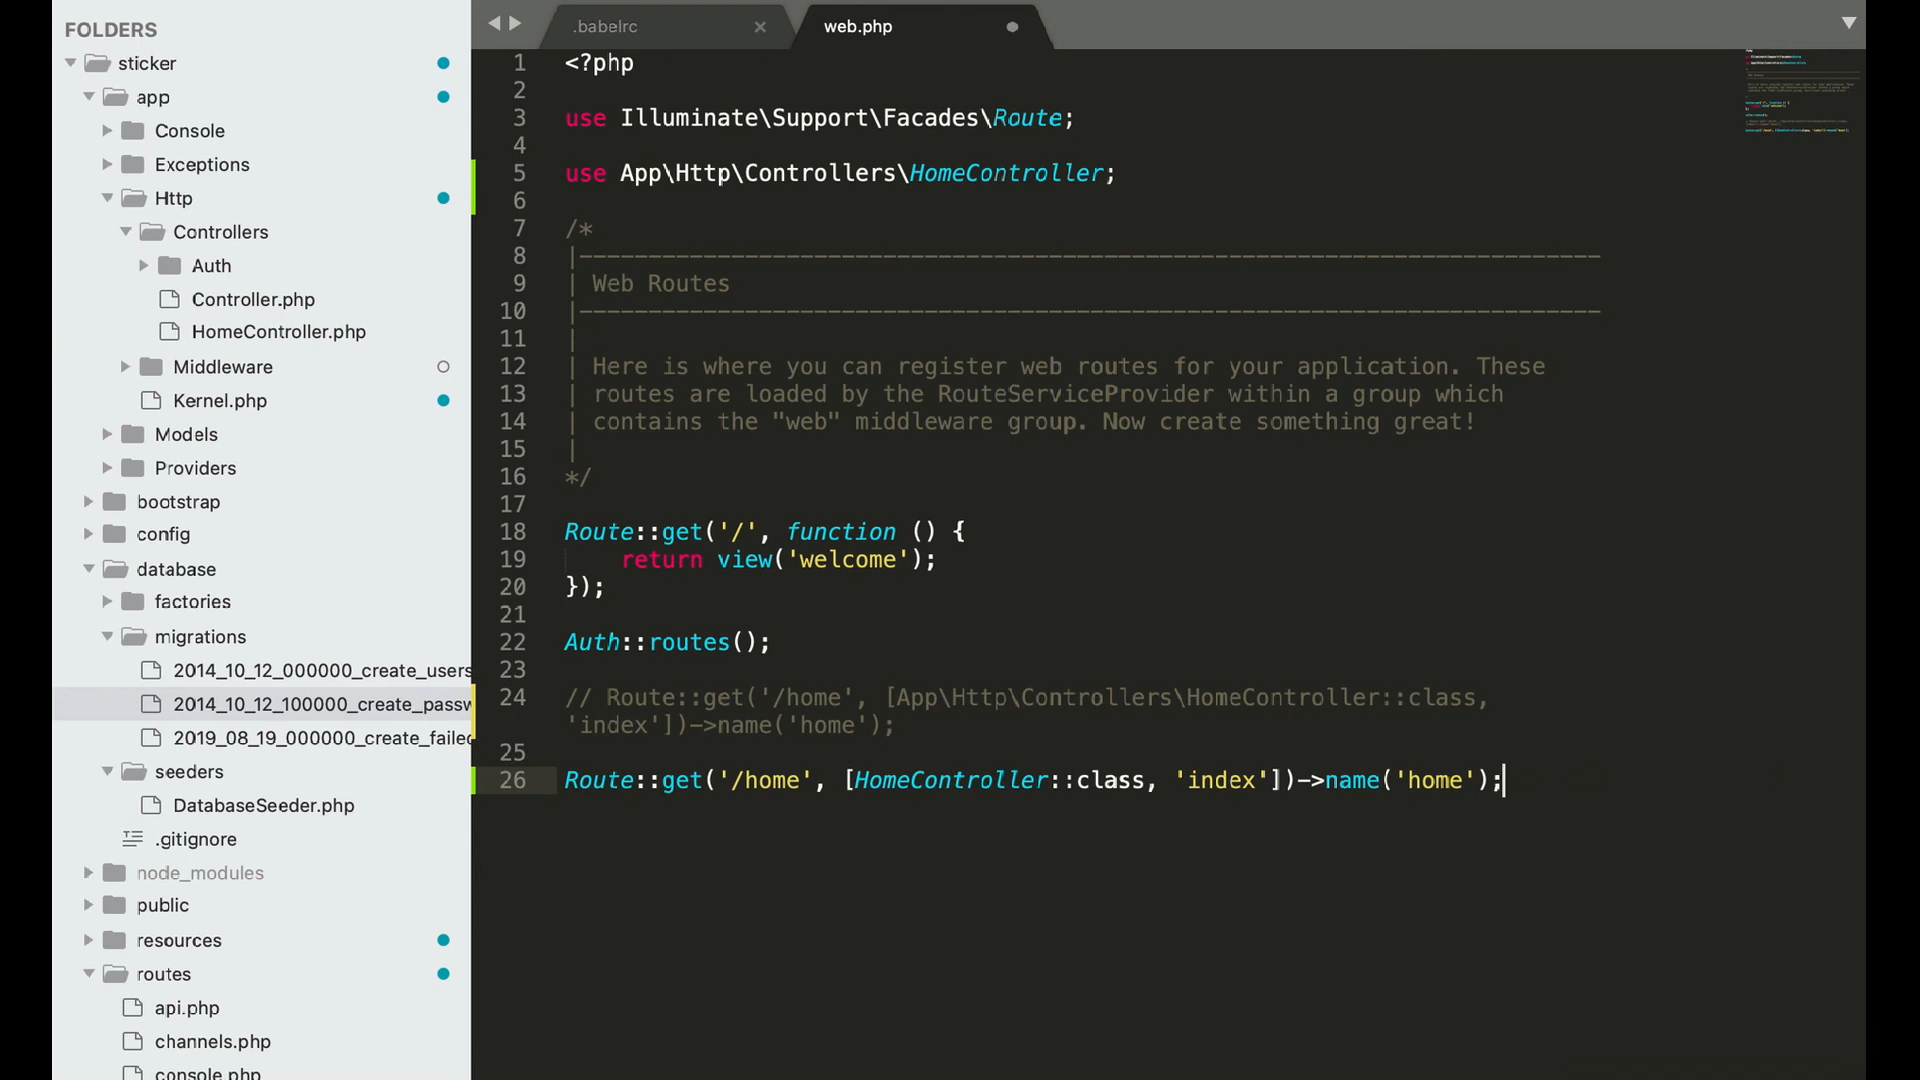 FOLDERS
sticker
app
Console
Exceptions
Http
Controllers
Auth
Controller.php
HomeController.php
Middleware
Kernel.php
Models
Providers
bootstrap
config
database
factories
migrations
2014_10_12_000000_create_users
2014_10_12_100000_create_passw
2019_08_19_000000_create_failed
seeders
DatabaseSeeder.php
.gitignore
node_modules
public
resources
routes
api.php
channels.php
console.php
.babelrc
web.php
1 <?php
2
3 use Illuminate\Support\Facades\Route;
4
5 use App\Http\Controllers\HomeController;
6
7 /*
8 |--------------------------------------------------------------------------
9 | Web Routes
10 |--------------------------------------------------------------------------
11 |
12 | Here is where you can register web routes for your application. These
13 | routes are loaded by the RouteServiceProvider within a group which
14 | contains the "web" middleware group. Now create something great!
15 |
16 */
17
18 Route::get('/', function () {
19     return view('welcome');
20 });
21
22 Auth::routes();
23
24 // Route::get('/home', [App\Http\Controllers\HomeController::class,
'index'])->name('home');
25
26 Route::get('/home', [HomeController::class, 'index'])->name('home');